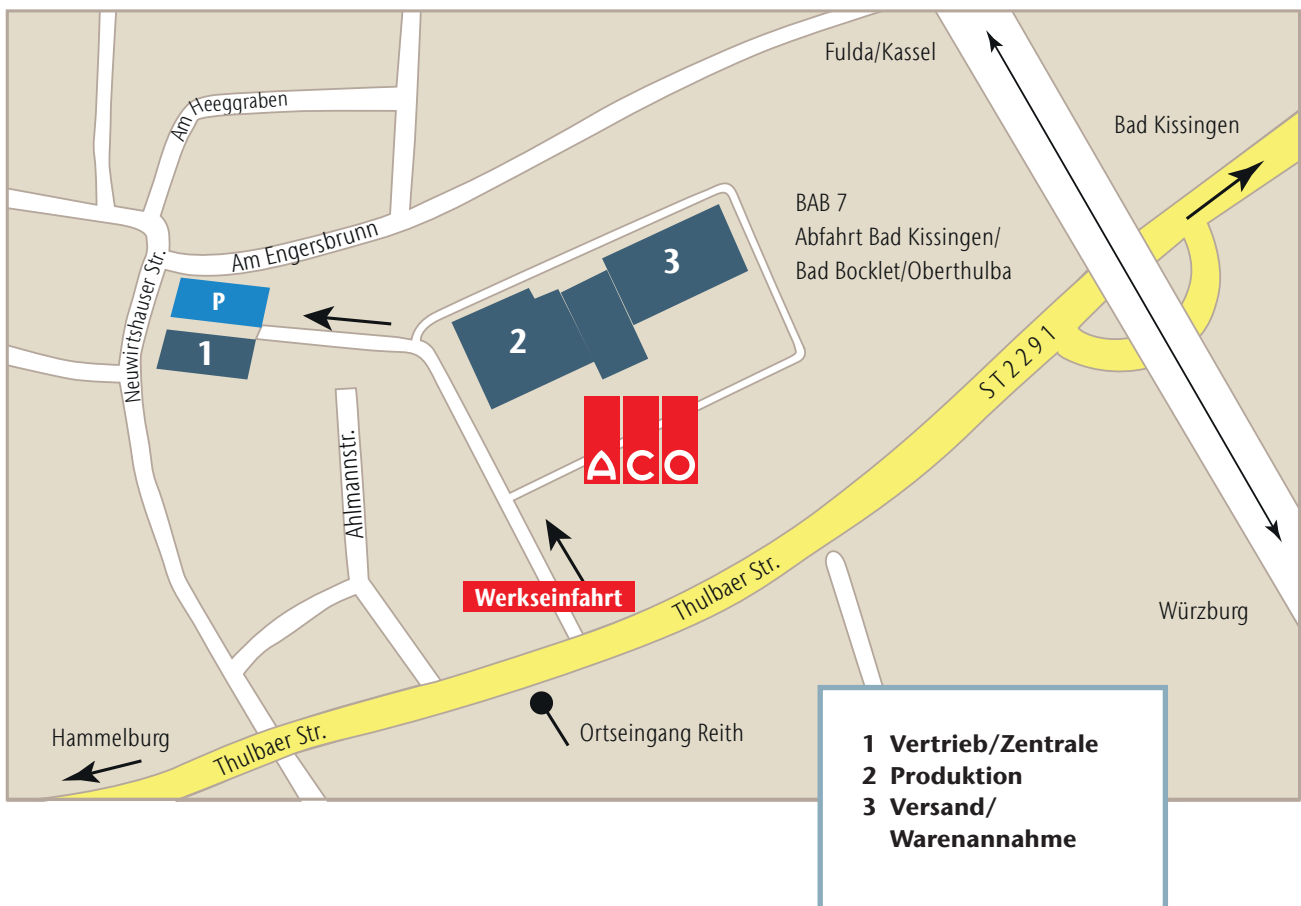 Fulda/Kassel
Bad Kissingen
Am Heeggraben
BAB 7
Abfahrt Bad Kissingen/
Bad Bocklet/Oberthulba
Am Engersbrunn
Neuwirtshauser Str.
P
1
2
3
ST2291
Ahlmannstr.
ACO
Werkseinfahrt
Thulbaer Str.
Würzburg
Ortseingang Reith
Hammelburg
Thulbaer Str.
1 Vertrieb/Zentrale
2 Produktion
3 Versand/
Warenannahme